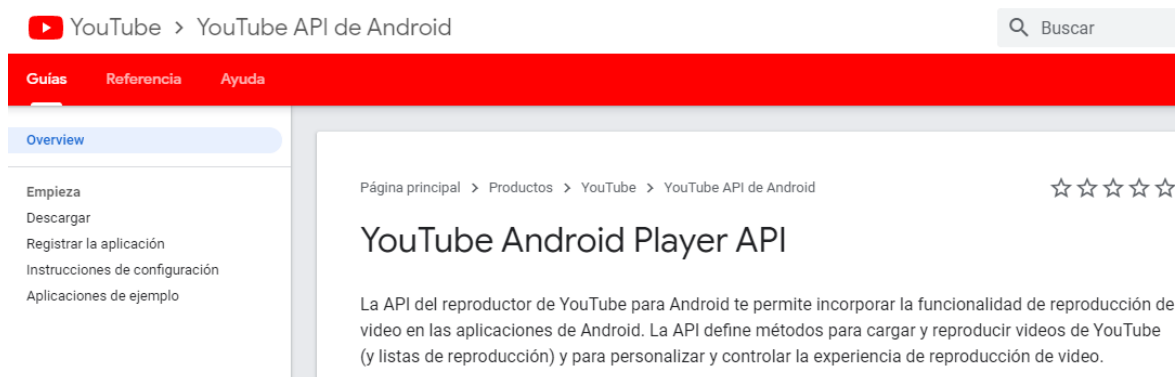 YouTube > YouTube API de Android
Buscar
Guías Referencia Ayuda
Overview
Empieza
Descargar
Registrar la aplicación
Instrucciones de configuración
Aplicaciones de ejemplo
Página principal > Productos > YouTube > YouTube API de Android
YouTube Android Player API
La API del reproductor de YouTube para Android te permite incorporar la funcionalidad de reproducción de
video en las aplicaciones de Android. La API define métodos para cargar y reproducir videos de YouTube
(y listas de reproducción) y para personalizar y controlar la experiencia de reproducción de video.